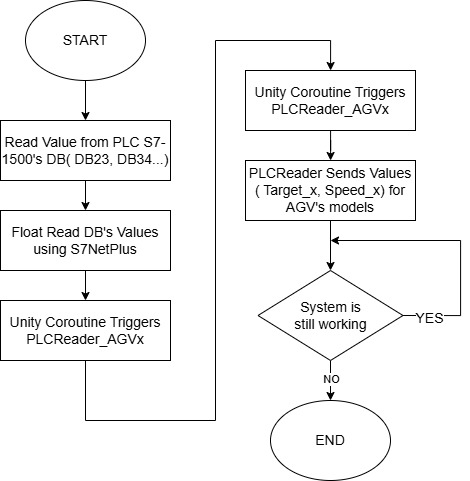 START
Read Value from PLC S7-
1500's DB( DB23, DB34...)
Float Read DB's Values
using S7NetPlus
Unity Coroutine Triggers
PLCReader_AGVx
Unity Coroutine Triggers
PLCReader_AGVx
PLCReader Sends Values
( Target_x, Speed_x) for
AGV's models
System is
still working
YES
NO
END